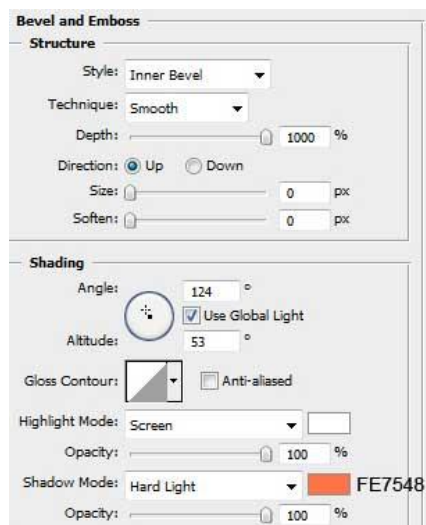 Bevel and Emboss
Structure
Style: Inner Bevel
Technique: Smooth
Depth: 1000 %
Direction: Up Down
Size: 0 px
Soften: 0 px
Shading
Angle: 124 °
Use Global Light
Altitude: 53 °
Gloss Contour: Anti-aliased
Highlight Mode: Screen
Opacity: 100 %
Shadow Mode: Hard Light FE7548
Opacity: 100 %